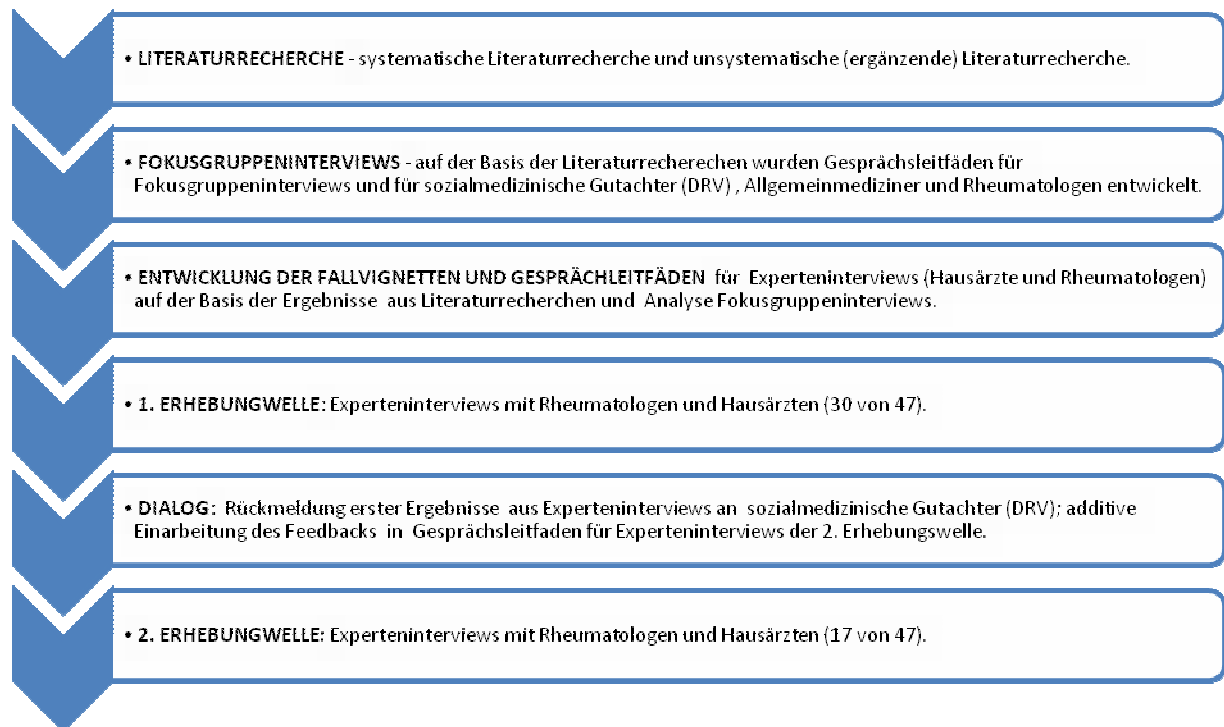 • LITERATURRECHERCHE - systematische Literaturrecherche und unsystematische (ergänzende) Literaturrecherche.
• FOKUSGRUPPENINTERVIEWS - auf der Basis der Literaturrecherechen wurden Gesprächsleitfäden für
Fokusgruppeninterviews und für sozialmedizinische Gutachter (DRV) , Allgemeinmediziner und Rheumatologen entwickelt.
• ENTWICKLUNG DER FALLVIGNETTEN UND GESPRÄCHLEITFÄDEN für Experteninterviews (Hausärzte und Rheumatologen)
auf der Basis der Ergebnisse aus Literaturrecherchen und Analyse Fokusgruppeninterviews.
• 1. ERHEBUNGWELLE: Experteninterviews mit Rheumatologen und Hausärzten (30 von 47).
• DIALOG: Rückmeldung erster Ergebnisse aus Experteninterviews an sozialmedizinische Gutachter (DRV); additive
Einarbeitung des Feedbacks in Gesprächsleitfaden für Experteninterviews der 2. Erhebungswelle.
• 2. ERHEBUNGWELLE: Experteninterviews mit Rheumatologen und Hausärzten (17 von 47).